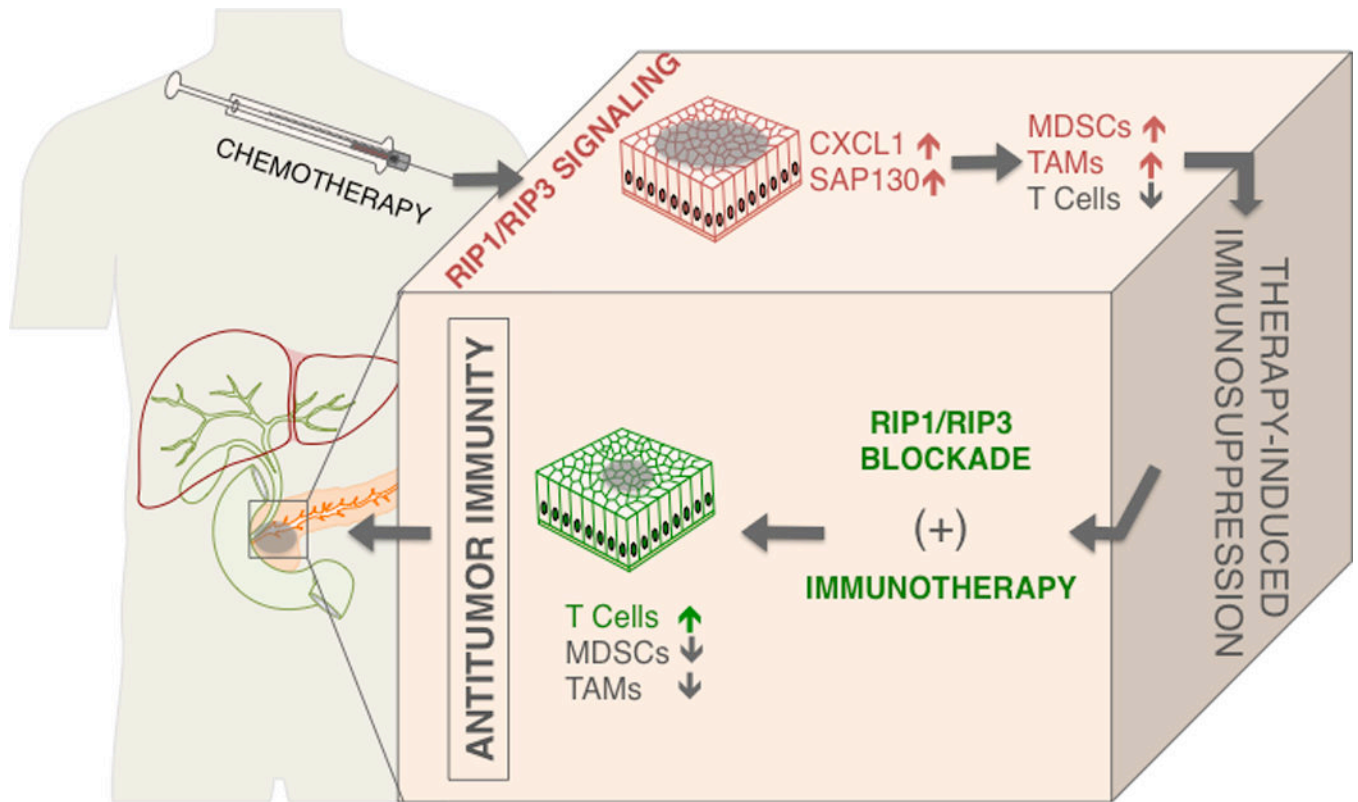 CHEMOTHERAPY
RIP1/RIP3 SIGNALING
CXCL1 ↑
SAP130 ↑
MDSCs ↑
TAMs ↑
T Cells ↓
THERAPY-INDUCED
IMMUNOSUPPRESSION
RIP1/RIP3
BLOCKADE
(+)
IMMUNOTHERAPY
T Cells ↑
MDSCs ↓
TAMs ↓
ANTITUMOR IMMUNITY